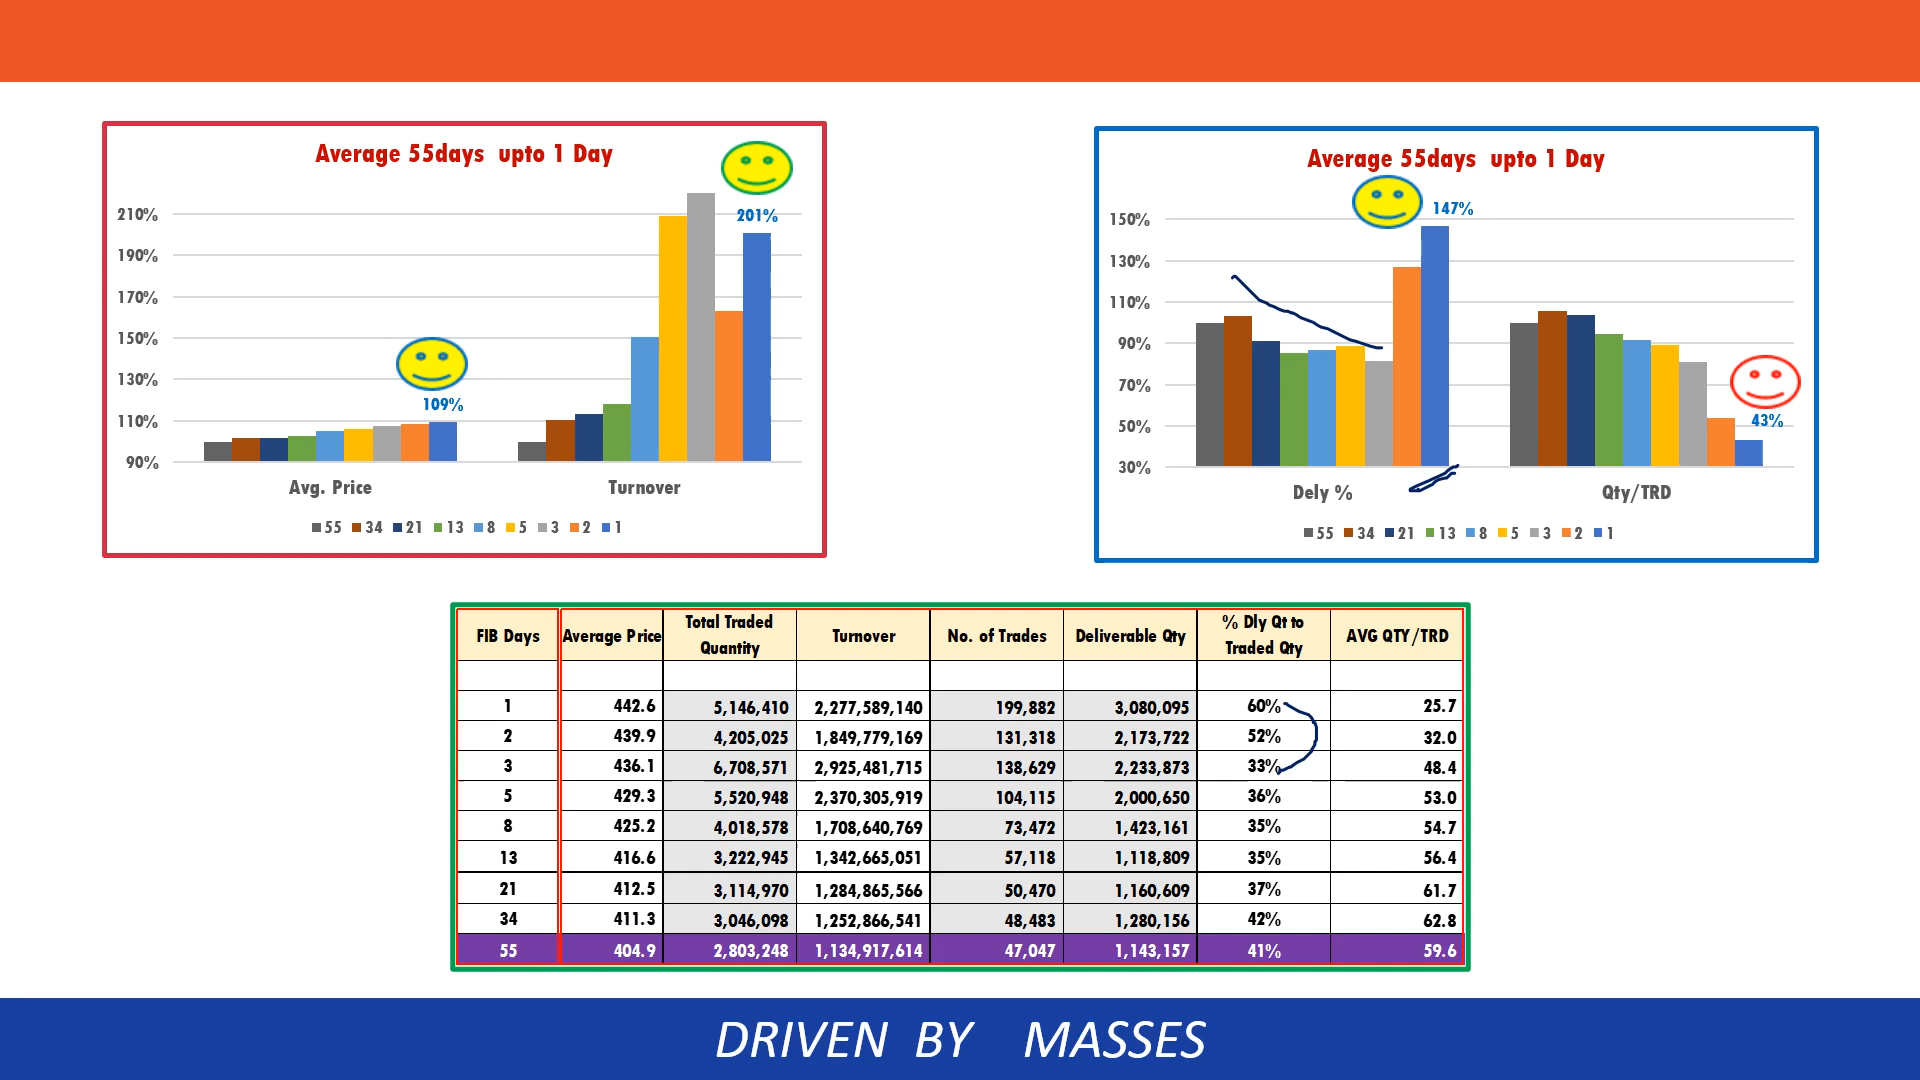 Average 55days upto 1 Day
210%
190%
170%
150%
130%
110%
90%
109%
201%
Avg. Price Turnover
55 34 21 13 8 5 3 2 1
Average 55days upto 1 Day
150%
130%
110%
90%
70%
50%
30%
147%
43%
Dely % Qty/TRD
55 34 21 13 8 5 3 2 1
FIB Days Average Price Total Traded Quantity Turnover No. of Trades Deliverable Qty % Dly Qt to Traded Qty AVG QTY/TRD
1 442.6 5,146,410 2,277,589,140 199,882 3,080,095 60% 25.7
2 439.9 4,205,025 1,849,779,169 131,318 2,173,722 52% 32.0
3 436.1 6,708,571 2,925,481,715 138,629 2,233,873 33% 48.4
5 429.3 5,520,948 2,370,305,919 104,115 2,000,650 36% 53.0
8 425.2 4,018,578 1,708,640,769 73,472 1,423,161 35% 54.7
13 416.6 3,222,945 1,342,665,051 57,118 1,118,809 35% 56.4
21 412.5 3,114,970 1,284,865,566 50,470 1,160,609 37% 61.7
34 411.3 3,046,098 1,252,866,541 48,483 1,280,156 42% 62.8
55 404.9 2,803,248 1,134,917,614 47,047 1,143,157 41% 59.6
DRIVEN BY MASSES